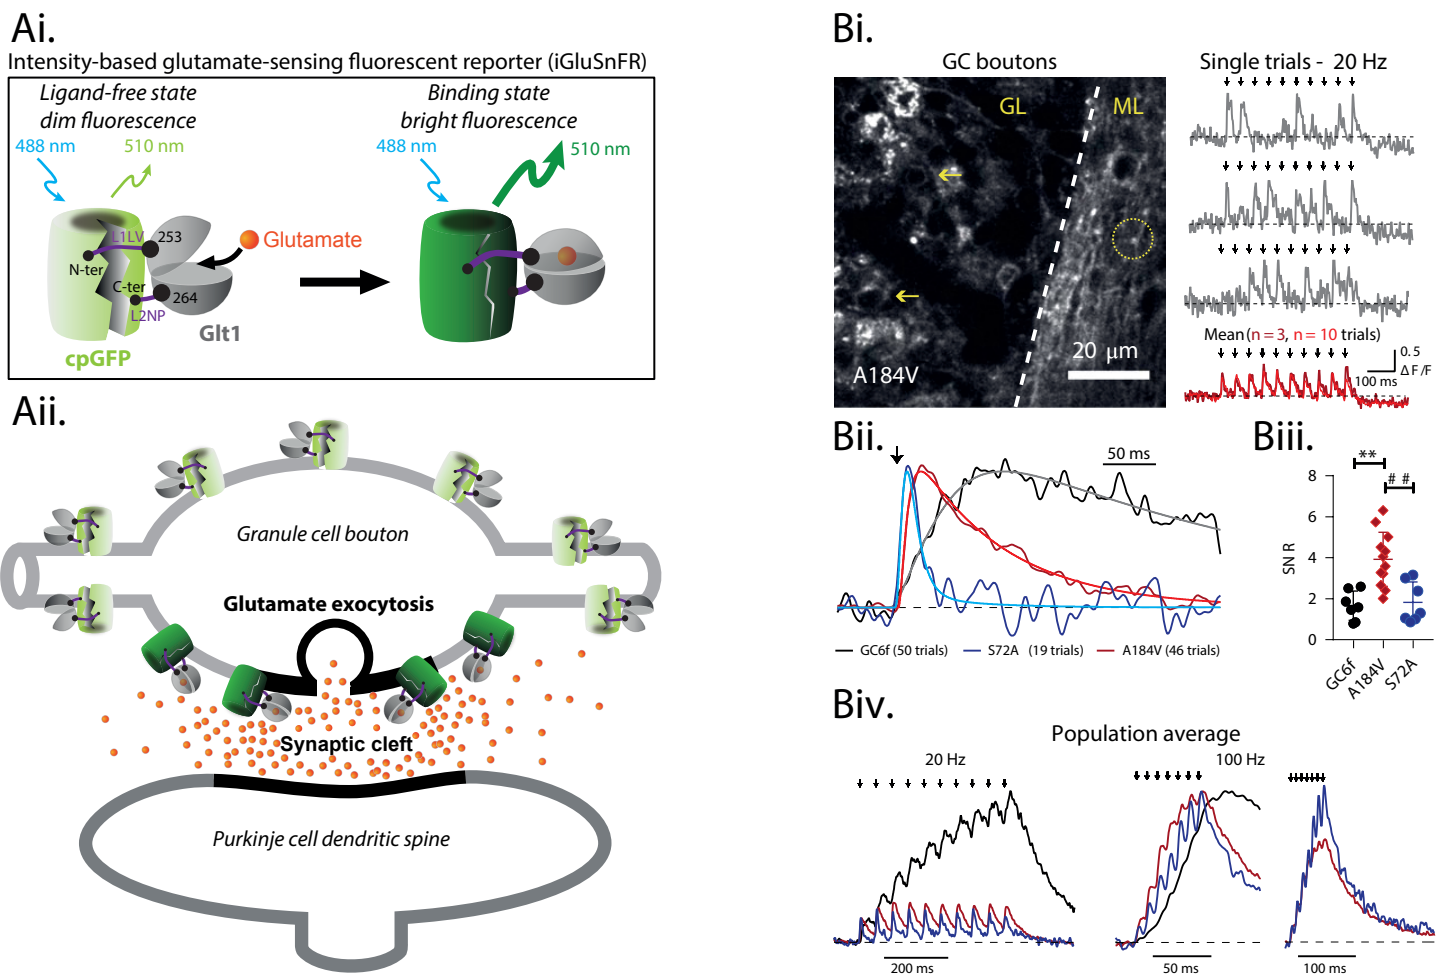 Ai.
Intensity-based glutamate-sensing fluorescent reporter (iGluSnFR)
Ligand-free state
dim fluorescence
Binding state
bright fluorescence
488 nm
510 nm
488 nm
510 nm
L1LV
253
N-ter
C-ter
264
L2NP
Glutamate
Glt1
cpGFP
Aii.
Granule cell bouton
Glutamate exocytosis
Synaptic cleft
Purkinje cell dendritic spine
Bi.
GC boutons
GL
ML
A184V
20 μm
Single trials - 20 Hz
Mean (n = 3, n = 10 trials)
0.5
Δ F /F
100 ms
Bii.
50 ms
GC6f (50 trials)
S72A (19 trials)
A184V (46 trials)
Biii.
**
# #
8
6
4
2
0
SN R
GC6f
A184V
S72A
Biv.
Population average
20 Hz
100 Hz
200 ms
50 ms
100 ms